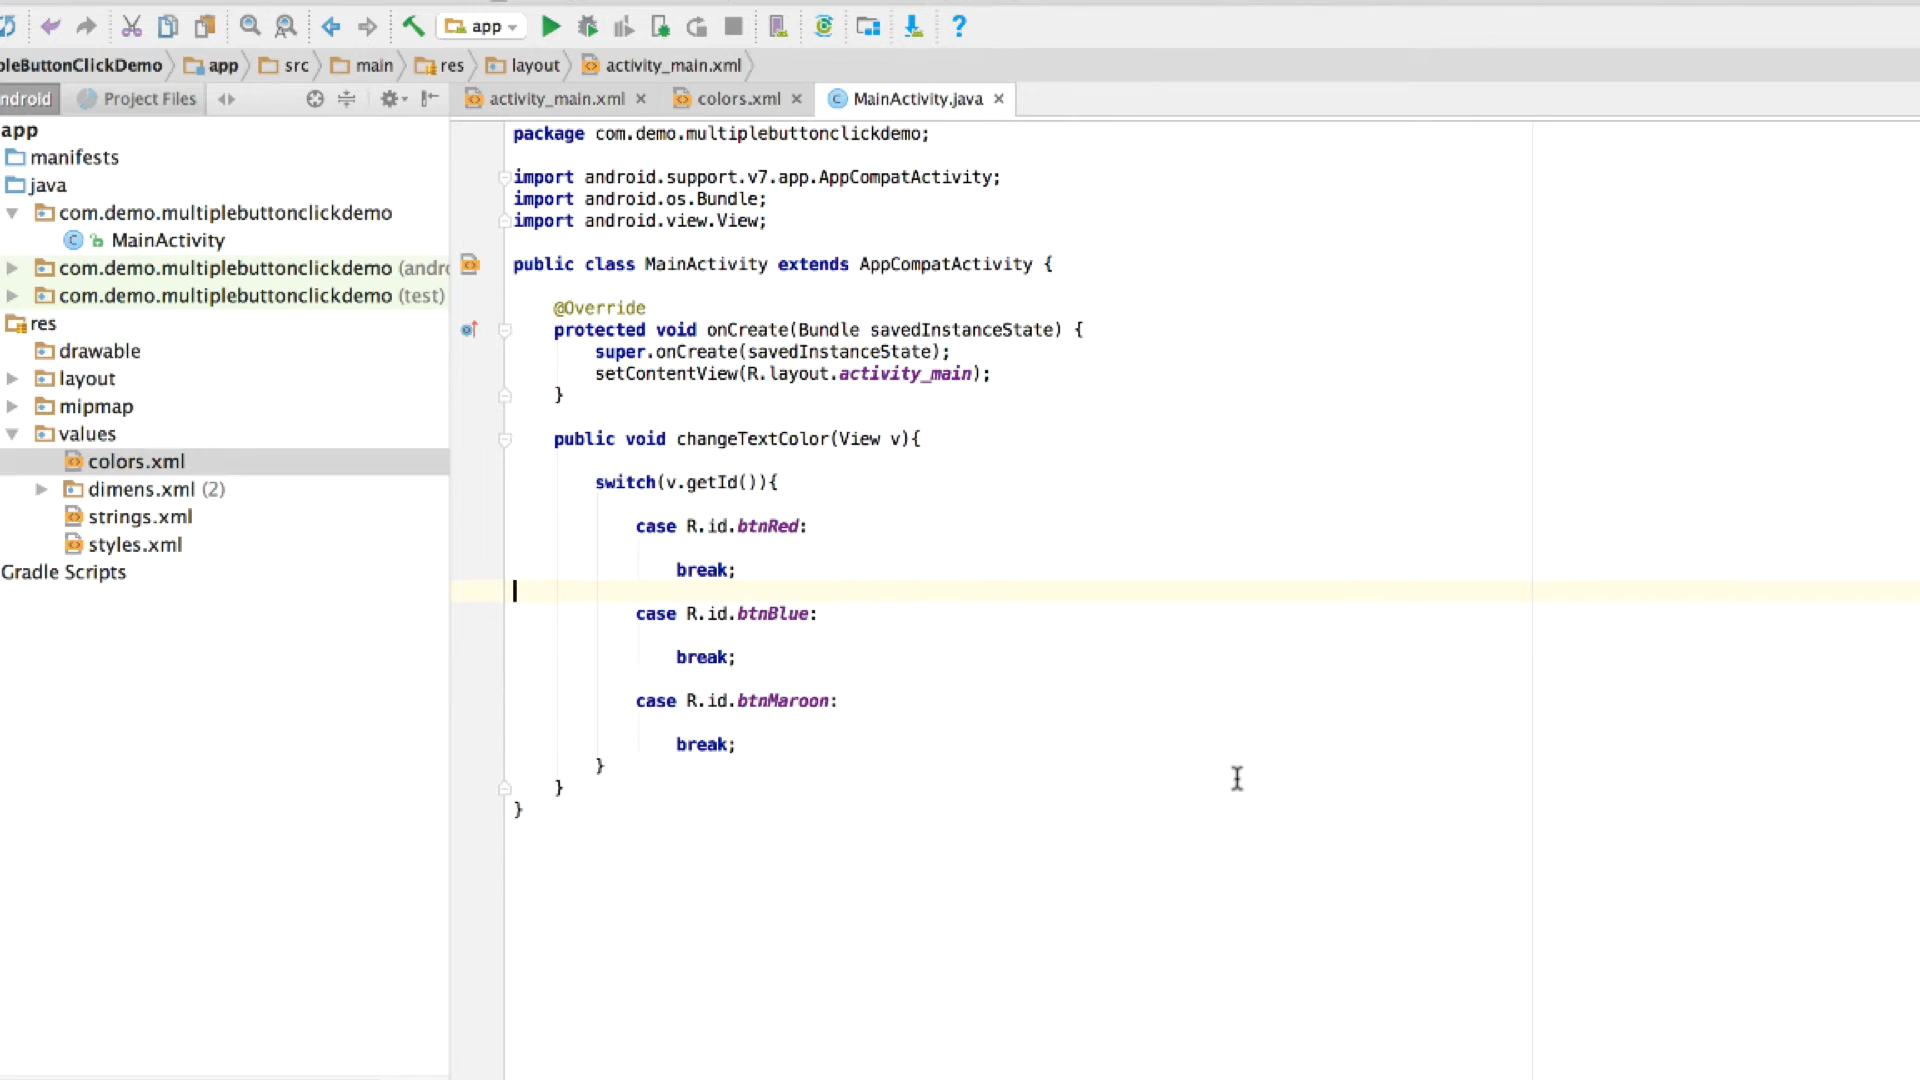 app
pleButtonClickDemo app src main res layout activity_main.xml
ndroid Project Files activity_main.xml colors.xml MainActivity.java
app
manifests
java
com.demo.multiplebuttonclickdemo
MainActivity
com.demo.multiplebuttonclickdemo (andro
com.demo.multiplebuttonclickdemo (test)
res
drawable
layout
mipmap
values
colors.xml
dimens.xml (2)
strings.xml
styles.xml
Gradle Scripts
package com.demo.multiplebuttonclickdemo;
import android.support.v7.app.AppCompatActivity;
import android.os.Bundle;
import android.view.View;
public class MainActivity extends AppCompatActivity {
@Override
protected void onCreate(Bundle savedInstanceState) {
super.onCreate(savedInstanceState);
setContentView(R.layout.activity_main);
}
public void changeTextColor(View v){
switch(v.getId()){
case R.id.btnRed:
break;
case R.id.btnBlue:
break;
case R.id.btnMaroon:
break;
}
}
}